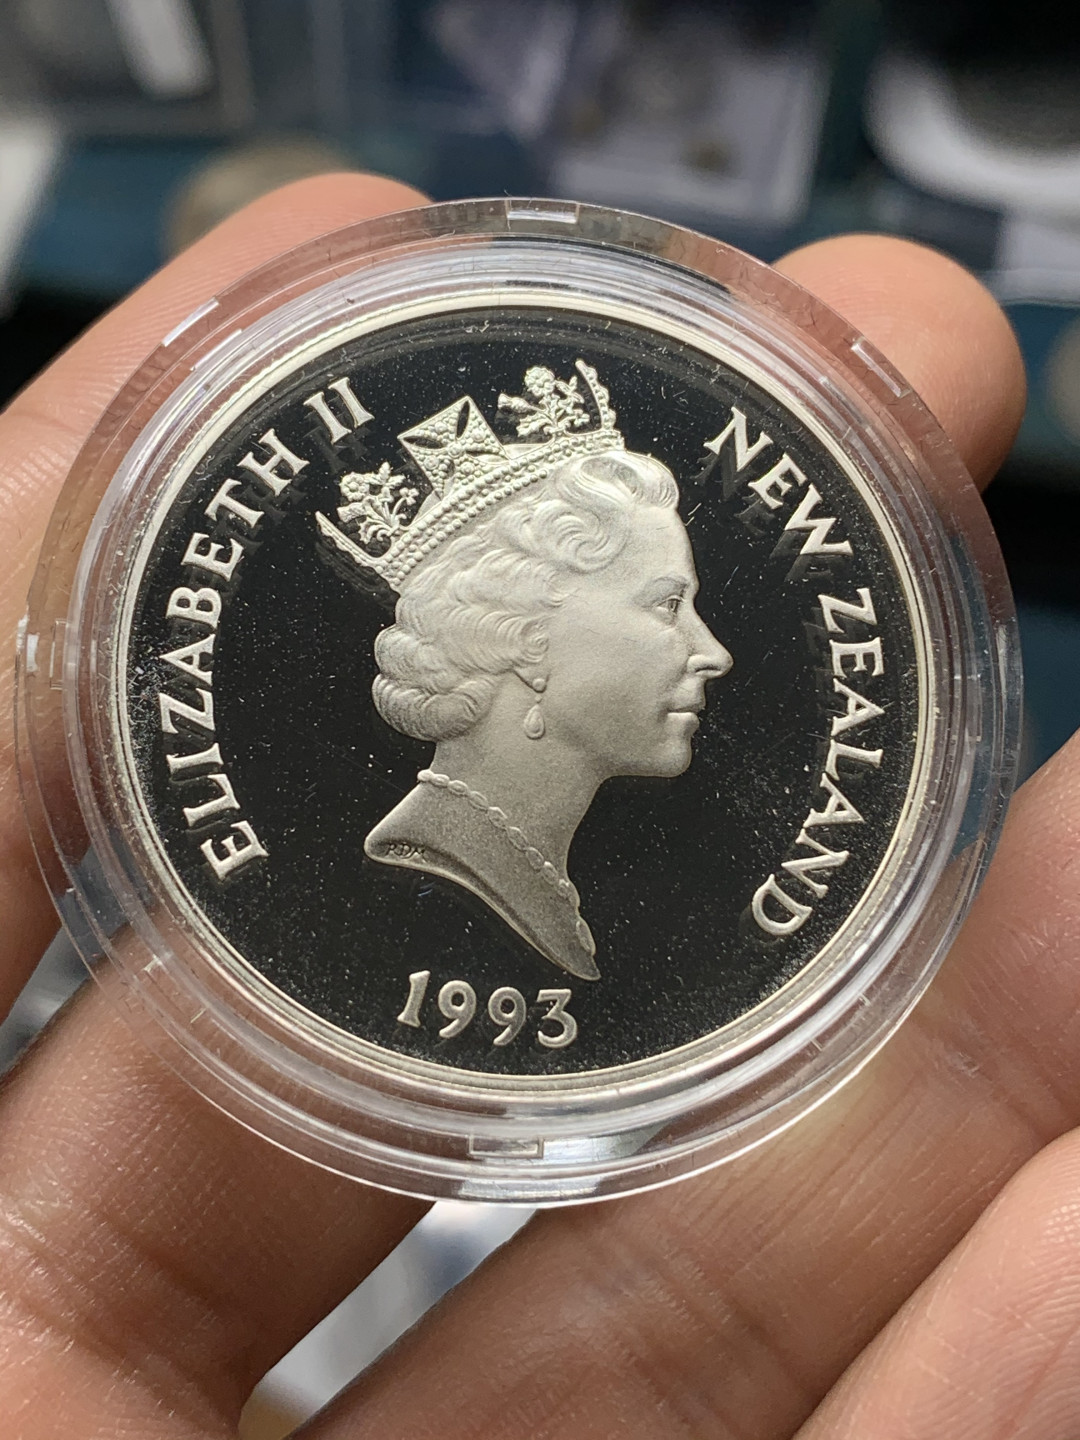 ELIZABETH II
NEW ZEALAND
RDM
1993